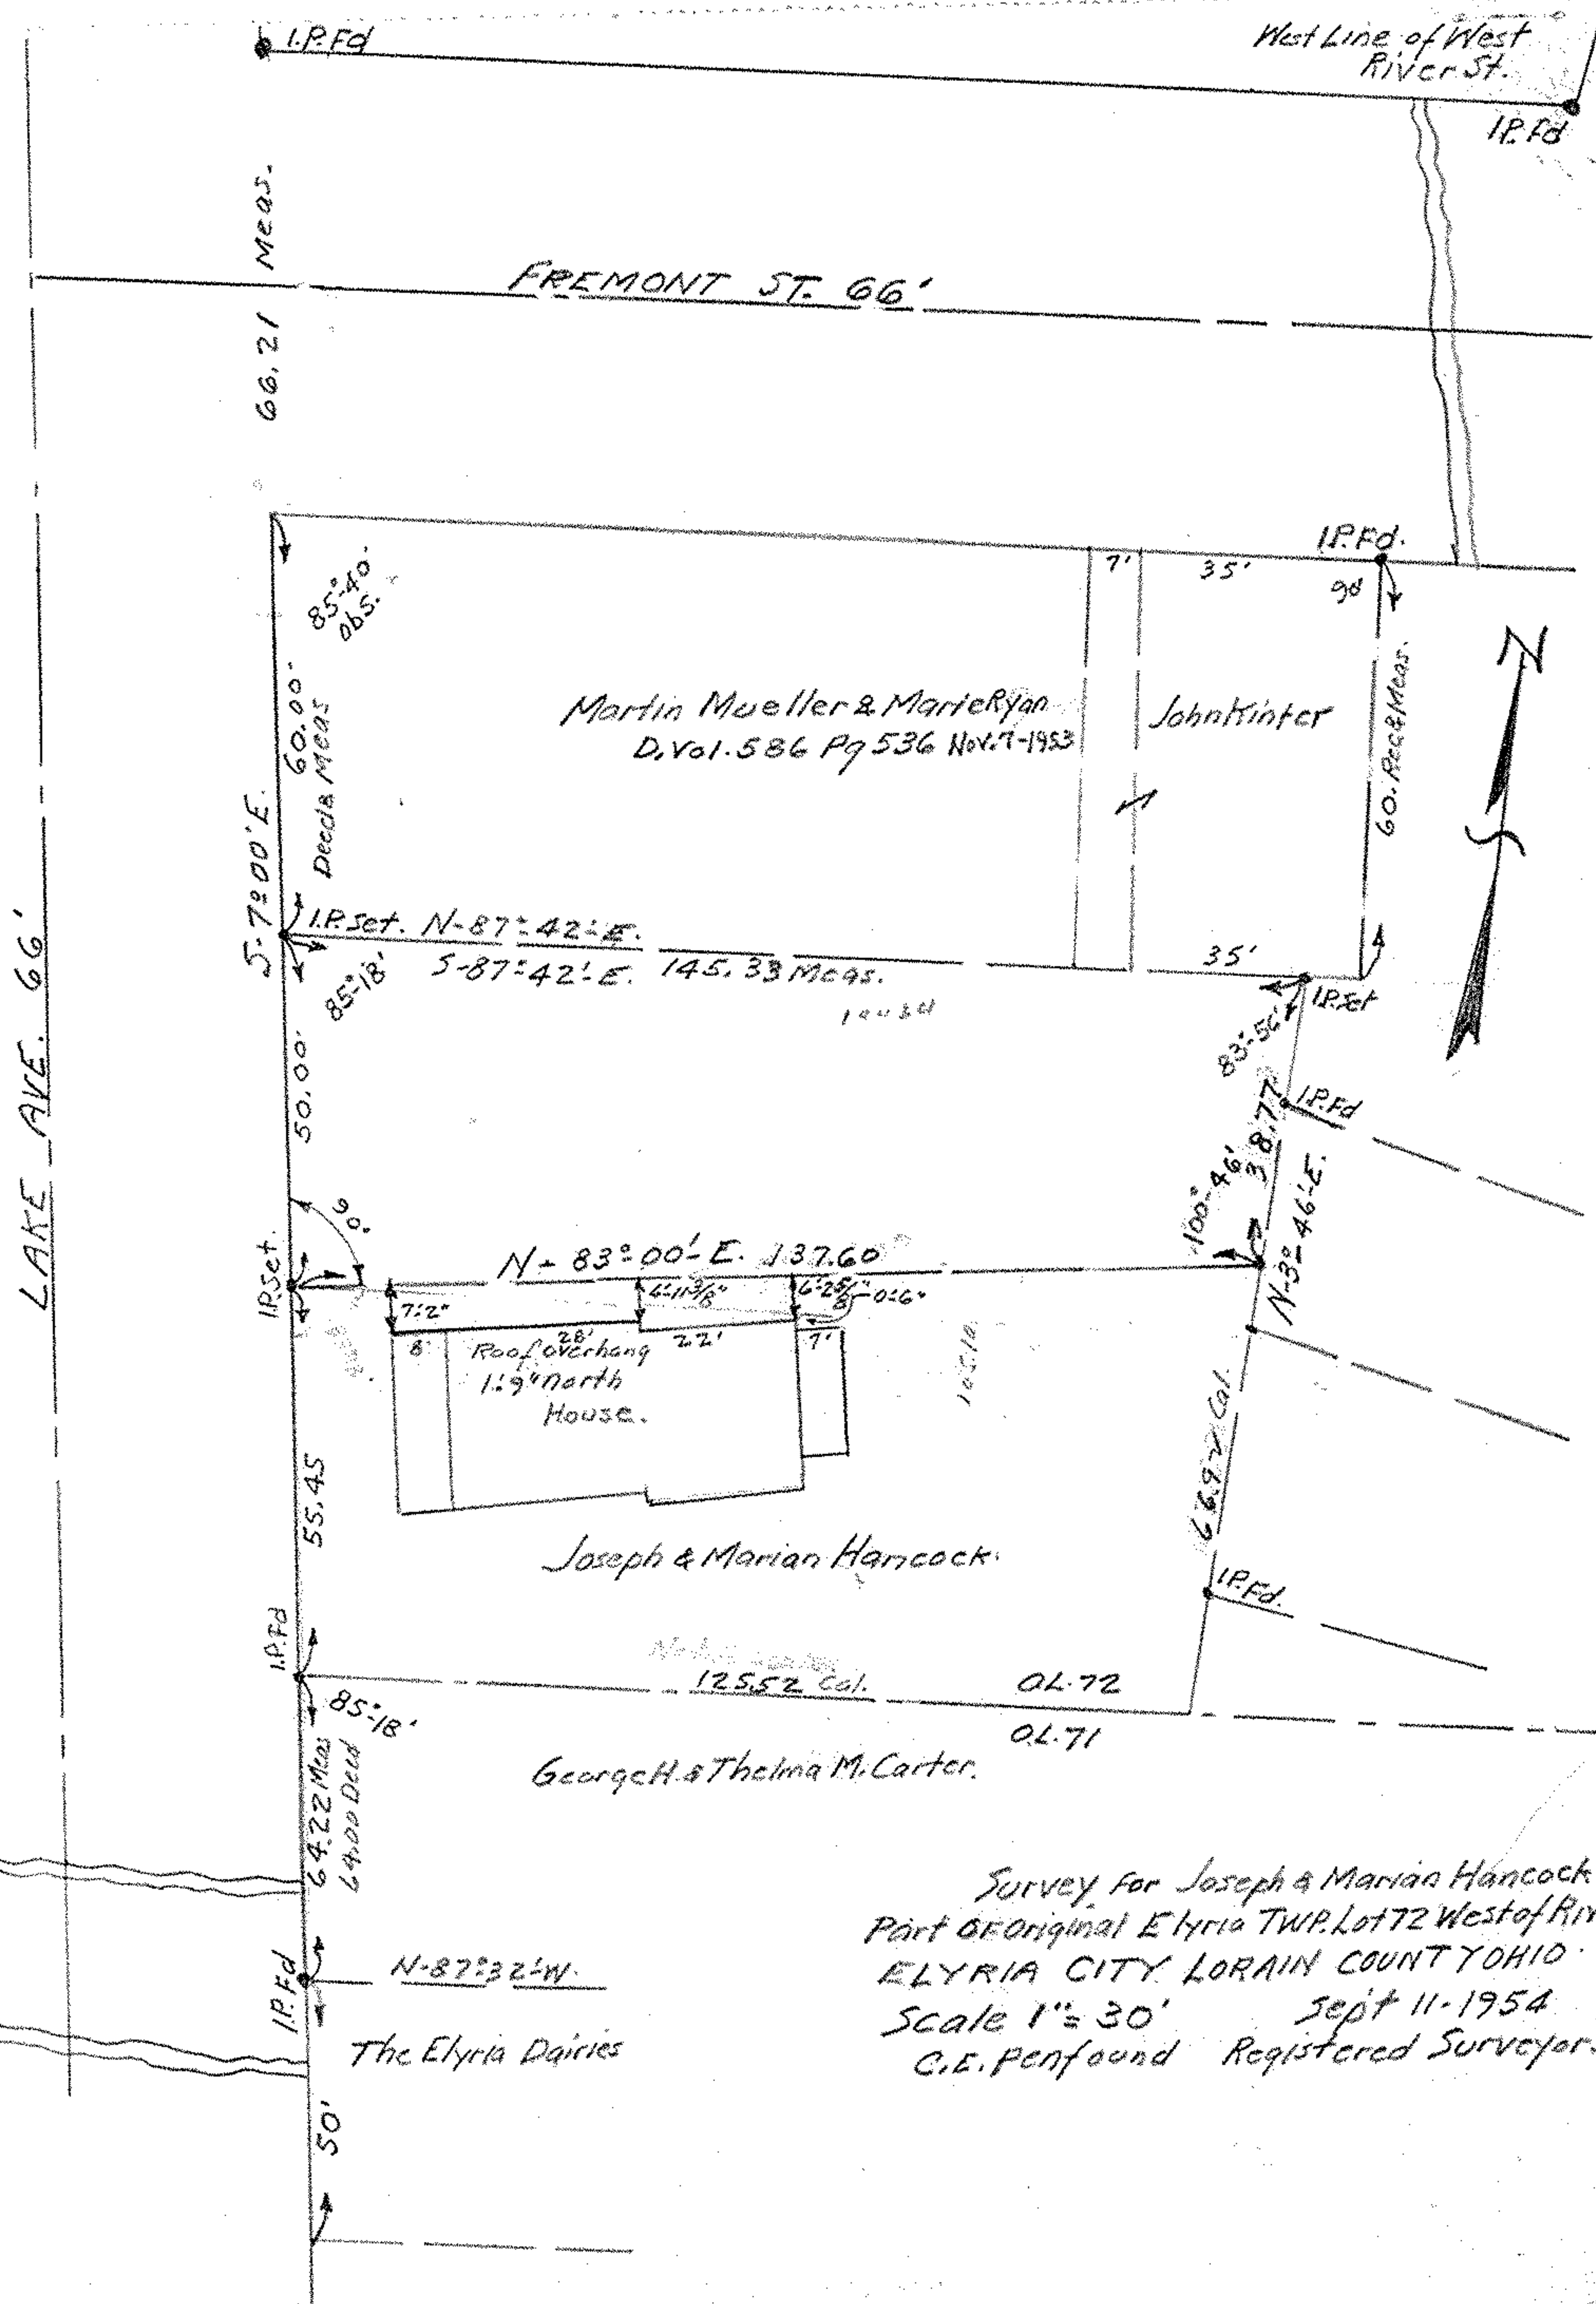 I.P.Fd
West Line of West
River St.
I.P.Fd
66.21 Meas.
FREMONT ST. 66'
I.P.Fd.
7'
35'
90
85°-40'
obs.
60.00'
Deed & Meas
S-7°00'E.
Martin Mueller & Marie Ryan
D.Vol.586 Pg 536 Nov.7-1953
John Kinter
60. Rec & Meas.
N
LAKE AVE. 66'
I.P.Set. N-87°-42'-E.
S-87°-42'-E. 145.33 Meas.
35'
I.P.Set
85°-18'
83°-56'
50.00'
I.P.Fd
38.77
100°-46'
N-3°-46'-E.
90°
I.P.Set.
N-83°00'-E. 137.60
7'-2"
6'-2 5/8"
0'-6"
8'
28'
22'
7'
Roof overhang
1'-9" North
House.
66.92 Cal.
55.45
Joseph & Marian Hancock.
I.P.Fd.
I.P.Fd
125.52 Cal.
OL.72
OL.71
85°-18'
64.22 Meas
64.00 Deed
George H. & Thelma M. Carter.
Survey For Joseph & Marian Hancock
Part of Original Elyria TWP. Lot 72 West of Riv
ELYRIA CITY LORAIN COUNTY OHIO
Scale 1"=30' Sept 11-1954
C.E. Penfound Registered Surveyor.
I.P.Fd
N-87°32'-W.
The Elyria Dairies
50'